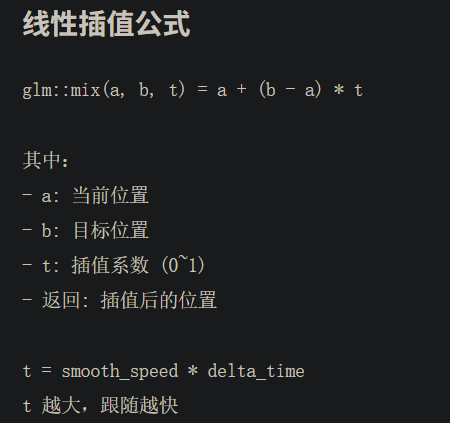 线性插值公式
glm::mix(a, b, t) = a + (b - a) * t
其中:
- a: 当前位置
- b: 目标位置
- t: 插值系数 (0~1)
- 返回: 插值后的位置
t = smooth_speed * delta_time
t 越大，跟随越快